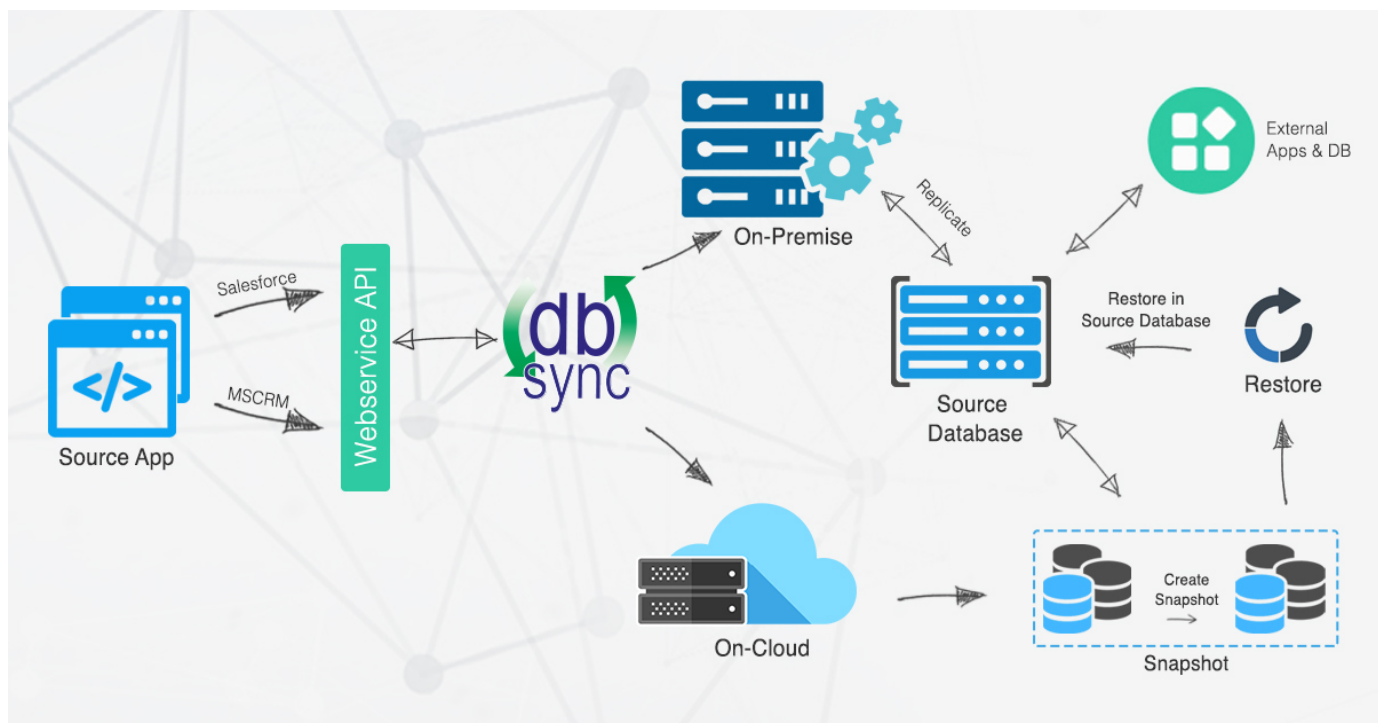 Source App
Salesforce
MSCRM
Webservice API
db
sync
On-Premise
Replicate
External
Apps & DB
Source
Database
Restore in
Source Database
Restore
On-Cloud
Create
Snapshot
Snapshot